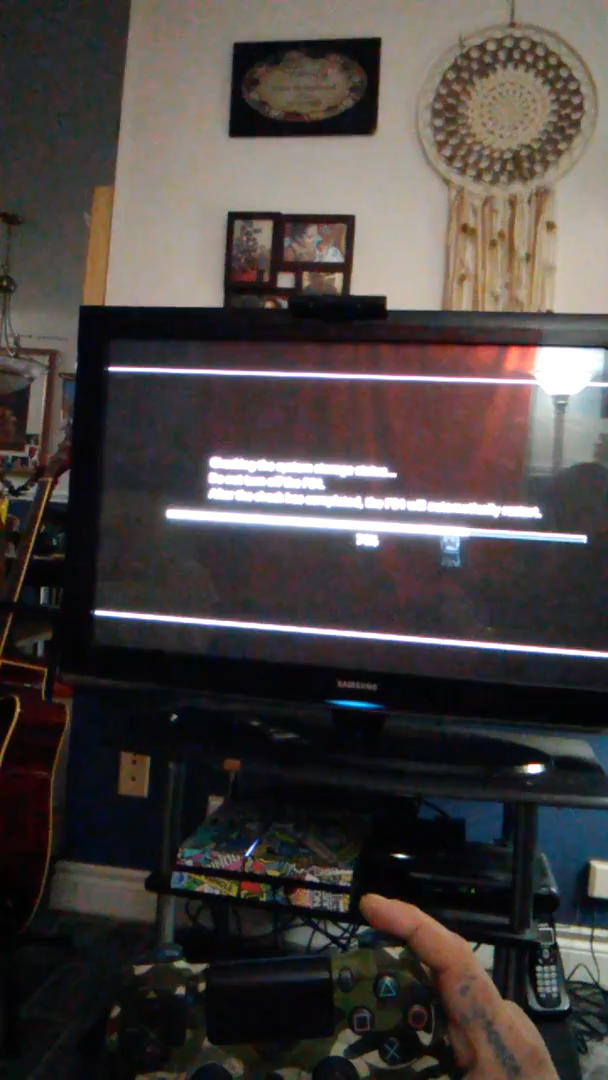 Checking the system storage status...
Do not turn off the PS4.
After the check has completed, the PS4 will automatically restart.
SAMSUNG